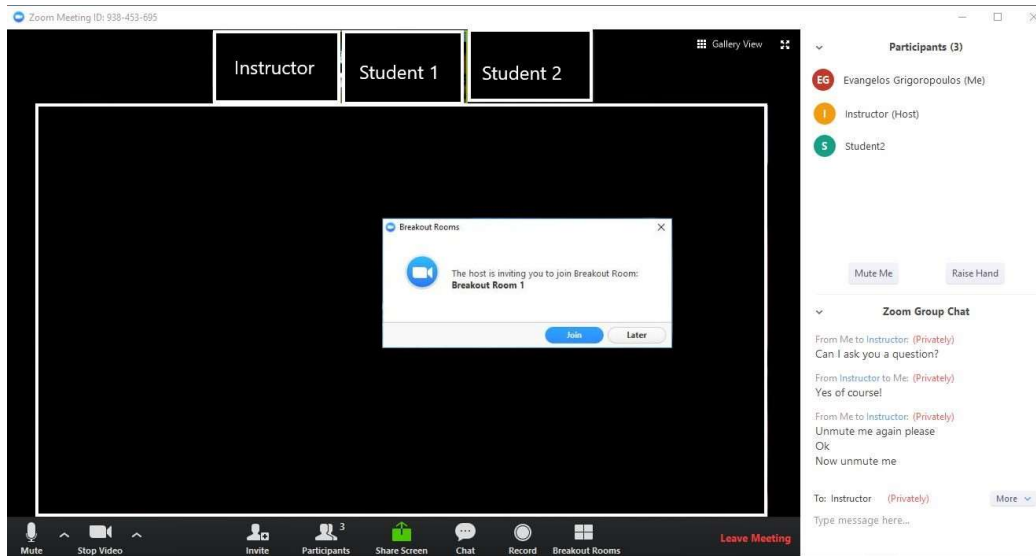 Zoom Meeting ID: 938-453-695
Gallery View
Instructor
Student 1
Student 2
Breakout Rooms
The host is inviting you to join Breakout Room:
Breakout Room 1
Join
Later
Mute
Stop Video
Invite
Participants
3
Share Screen
Chat
Record
Breakout Rooms
Leave Meeting
Participants (3)
EG Evangelos Grigoropoulos (Me)
I Instructor (Host)
S Student2
Mute Me
Raise Hand
Zoom Group Chat
From Me to Instructor: (Privately)
Can I ask you a question?
From Instructor to Me: (Privately)
Yes of course!
From Me to Instructor: (Privately)
Unmute me again please
Ok
Now unmute me
To: Instructor (Privately)
More
Type message here...